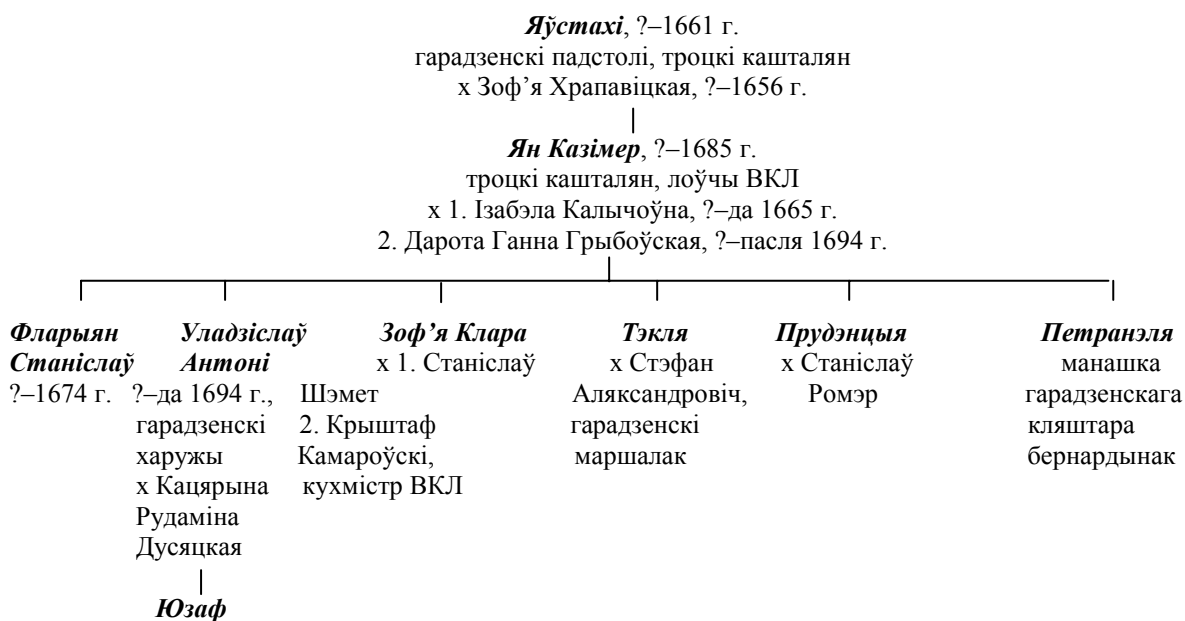 Яўстахі, ?–1661 г.
гарадзенскі падстолі, троцкі кашталян
х Зоф’я Храпавіцкая, ?–1656 г.
Ян Казімер, ?–1685 г.
троцкі кашталян, лоўчы ВКЛ
х 1. Ізабэла Калычоўна, ?–да 1665 г.
2. Дарота Ганна Грыбоўская, ?–пасля 1694 г.
Фларыян
Станіслаў
?–1674 г.
Уладзіслаў
Антоні
?–да 1694 г.,
гарадзенскі
харужы
х Кацярына
Рудаміна
Дусяцкая
Юзаф
Зоф’я Клара
х 1. Станіслаў
Шэмет
2. Крыштаф
Камароўскі,
кухмістр ВКЛ
Тэкля
х Стэфан
Аляксандровіч,
гарадзенскі
маршалак
Прудэнцыя
х Станіслаў
Ромэр
Петранэля
манашка
гарадзенскага
кляштара
бернардынак